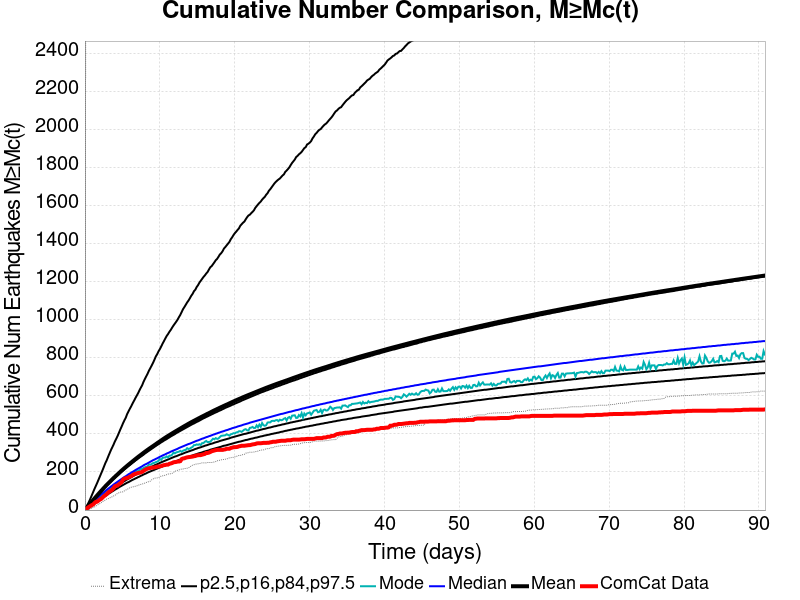 Cumulative Number Comparison, M≥Mc(t)
Cumulative Num Earthquakes M≥Mc(t)
2400
2200
2000
1800
1600
1400
1200
1000
800
600
400
200
0
0 10 20 30 40 50 60 70 80 90
Time (days)
Extrema p2.5,p16,p84,p97.5 Mode Median Mean ComCat Data